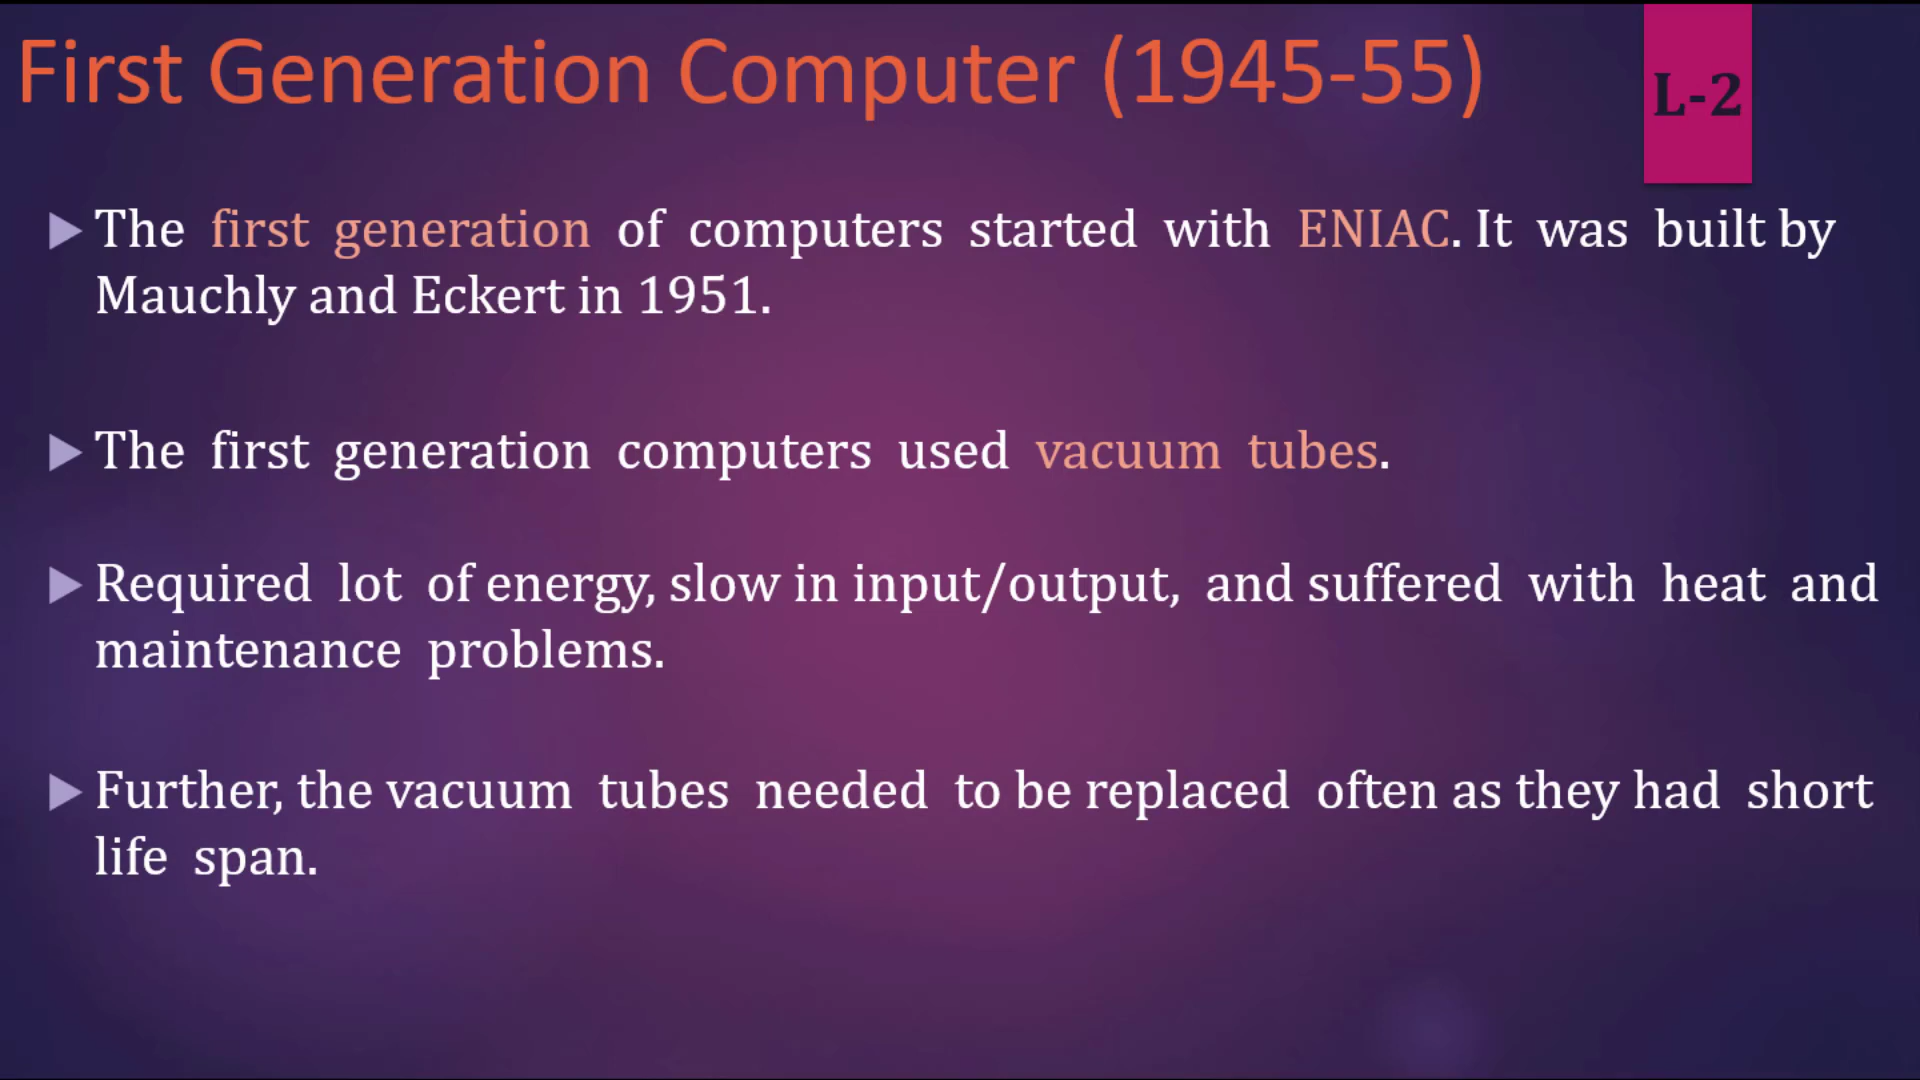 First Generation Computer (1945-55)
L-2
The first generation of computers started with ENIAC. It was built by
Mauchly and Eckert in 1951.
The first generation computers used vacuum tubes.
Required lot of energy, slow in input/output, and suffered with heat and
maintenance problems.
Further, the vacuum tubes needed to be replaced often as they had short
life span.